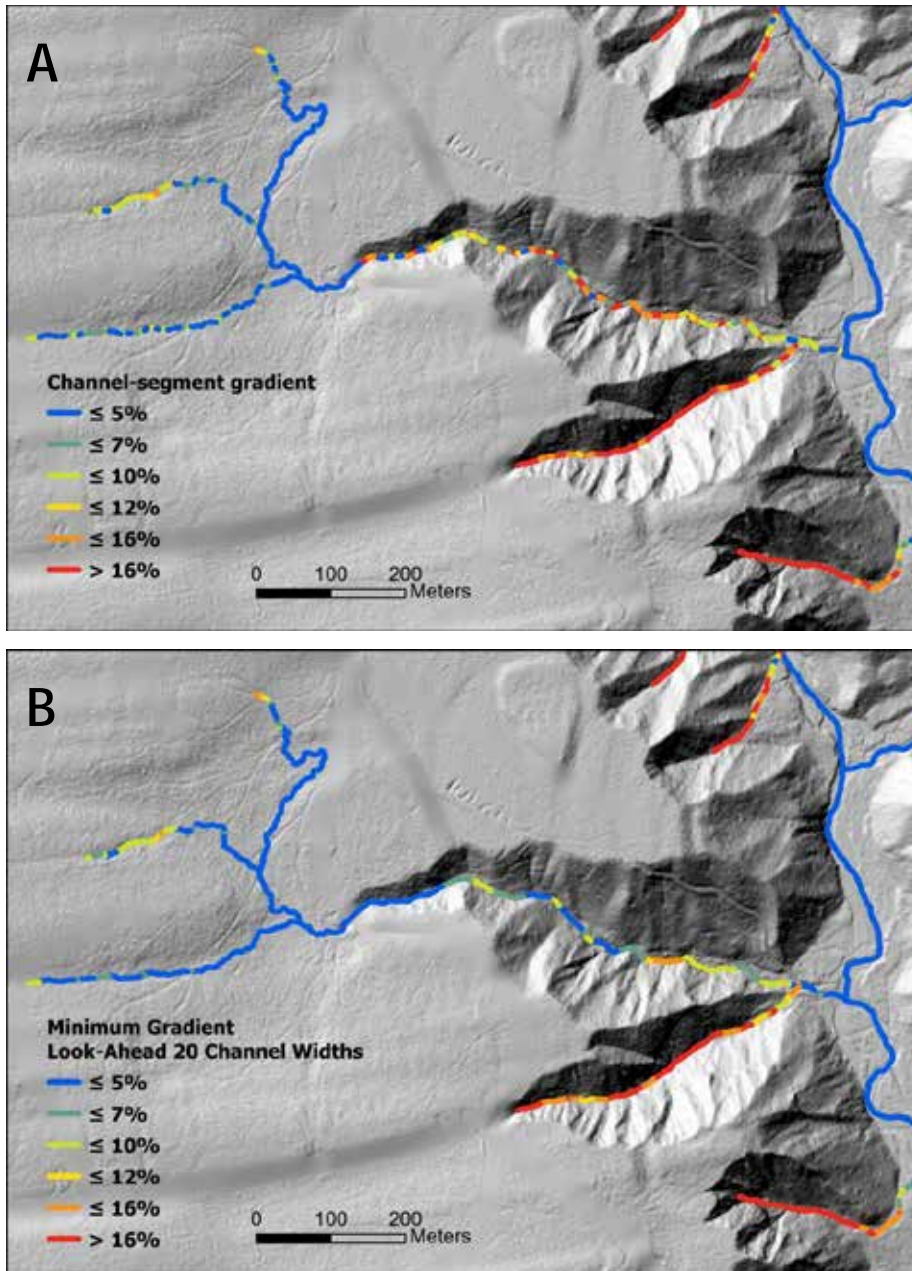 A
Channel-segment gradient
≤ 5%
≤ 7%
≤ 10%
≤ 12%
≤ 16%
> 16%
0 100 200
Meters
B
Minimum Gradient
Look-Ahead 20 Channel Widths
≤ 5%
≤ 7%
≤ 10%
≤ 12%
≤ 16%
> 16%
0 100 200
Meters